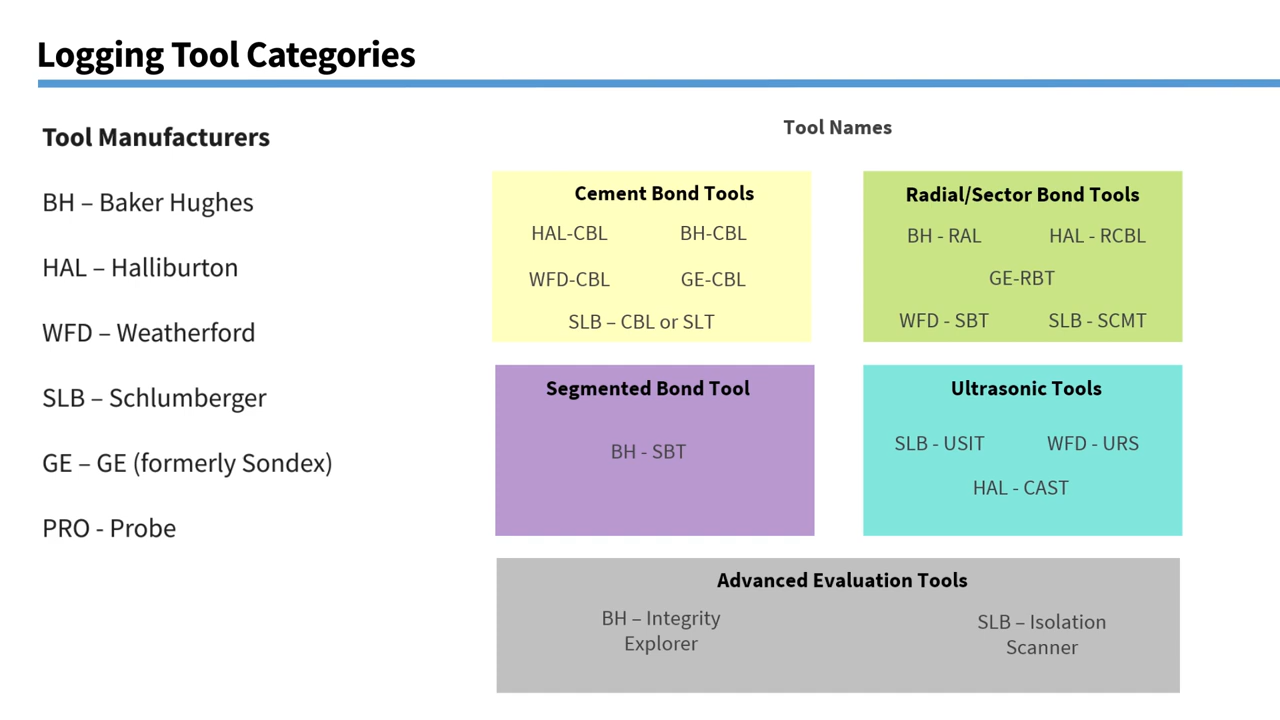 Logging Tool Categories
Tool Manufacturers
BH – Baker Hughes
HAL – Halliburton
WFD – Weatherford
SLB – Schlumberger
GE – GE (formerly Sondex)
PRO - Probe
Tool Names
Cement Bond Tools
HAL-CBL BH-CBL
WFD-CBL GE-CBL
SLB – CBL or SLT
Radial/Sector Bond Tools
BH - RAL HAL - RCBL
GE-RBT
WFD - SBT SLB - SCMT
Segmented Bond Tool
BH - SBT
Ultrasonic Tools
SLB - USIT WFD - URS
HAL - CAST
Advanced Evaluation Tools
BH – Integrity
Explorer
SLB – Isolation
Scanner